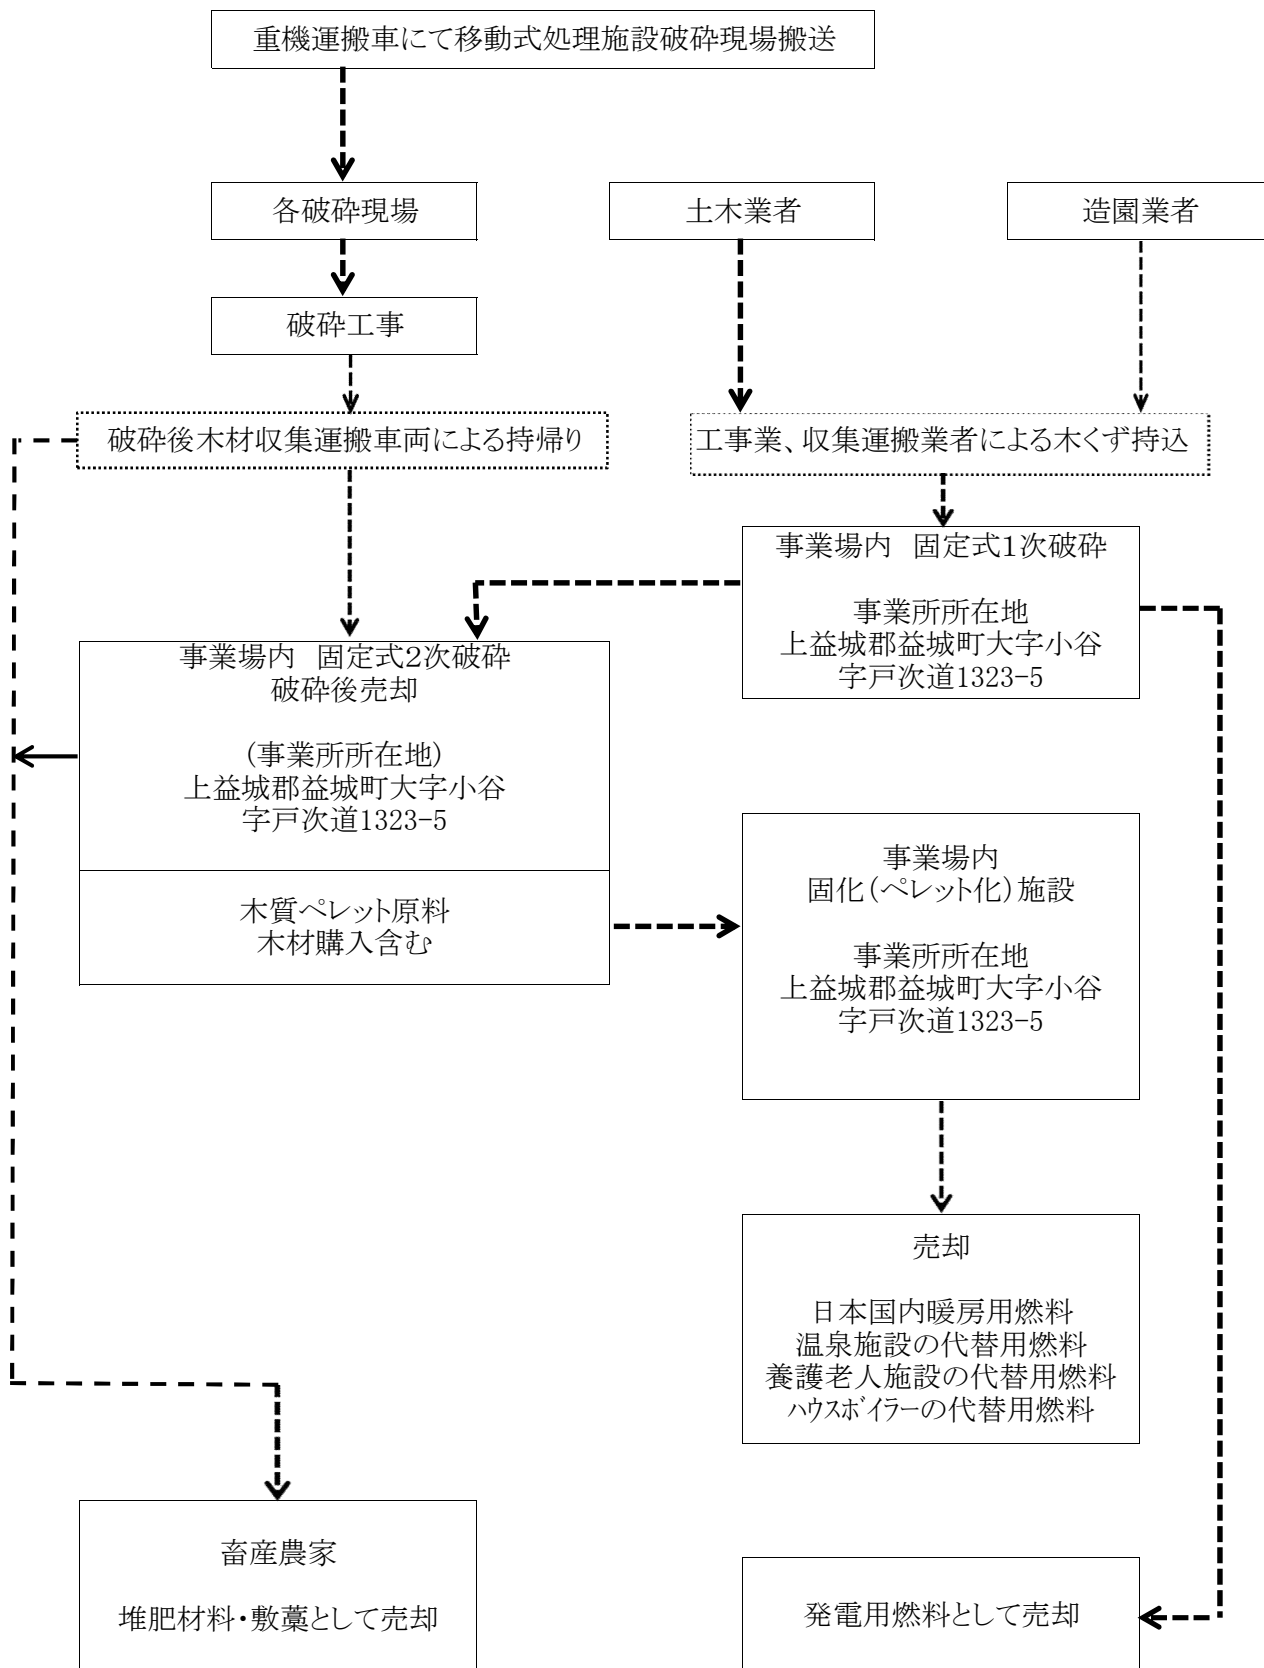 重機運搬車にて移動式処理施設破砕現場搬送
各破砕現場
土木業者
造園業者
破砕工事
破砕後木材収集運搬車両による持帰り
工事業、収集運搬業者による木くず持込
事業場内　固定式1次破砕
事業所所在地
上益城郡益城町大字小谷
字戸次道1323-5
事業場内　固定式2次破砕
破砕後売却
(事業所所在地)
上益城郡益城町大字小谷
字戸次道1323-5
木質ペレット原料
木材購入含む
事業場内
固化(ペレット化)施設
事業所所在地
上益城郡益城町大字小谷
字戸次道1323-5
売却
日本国内暖房用燃料
温泉施設の代替用燃料
養護老人施設の代替用燃料
ﾊｳｽﾎﾞｲﾗｰの代替用燃料
畜産農家
堆肥材料・敷藁として売却
発電用燃料として売却